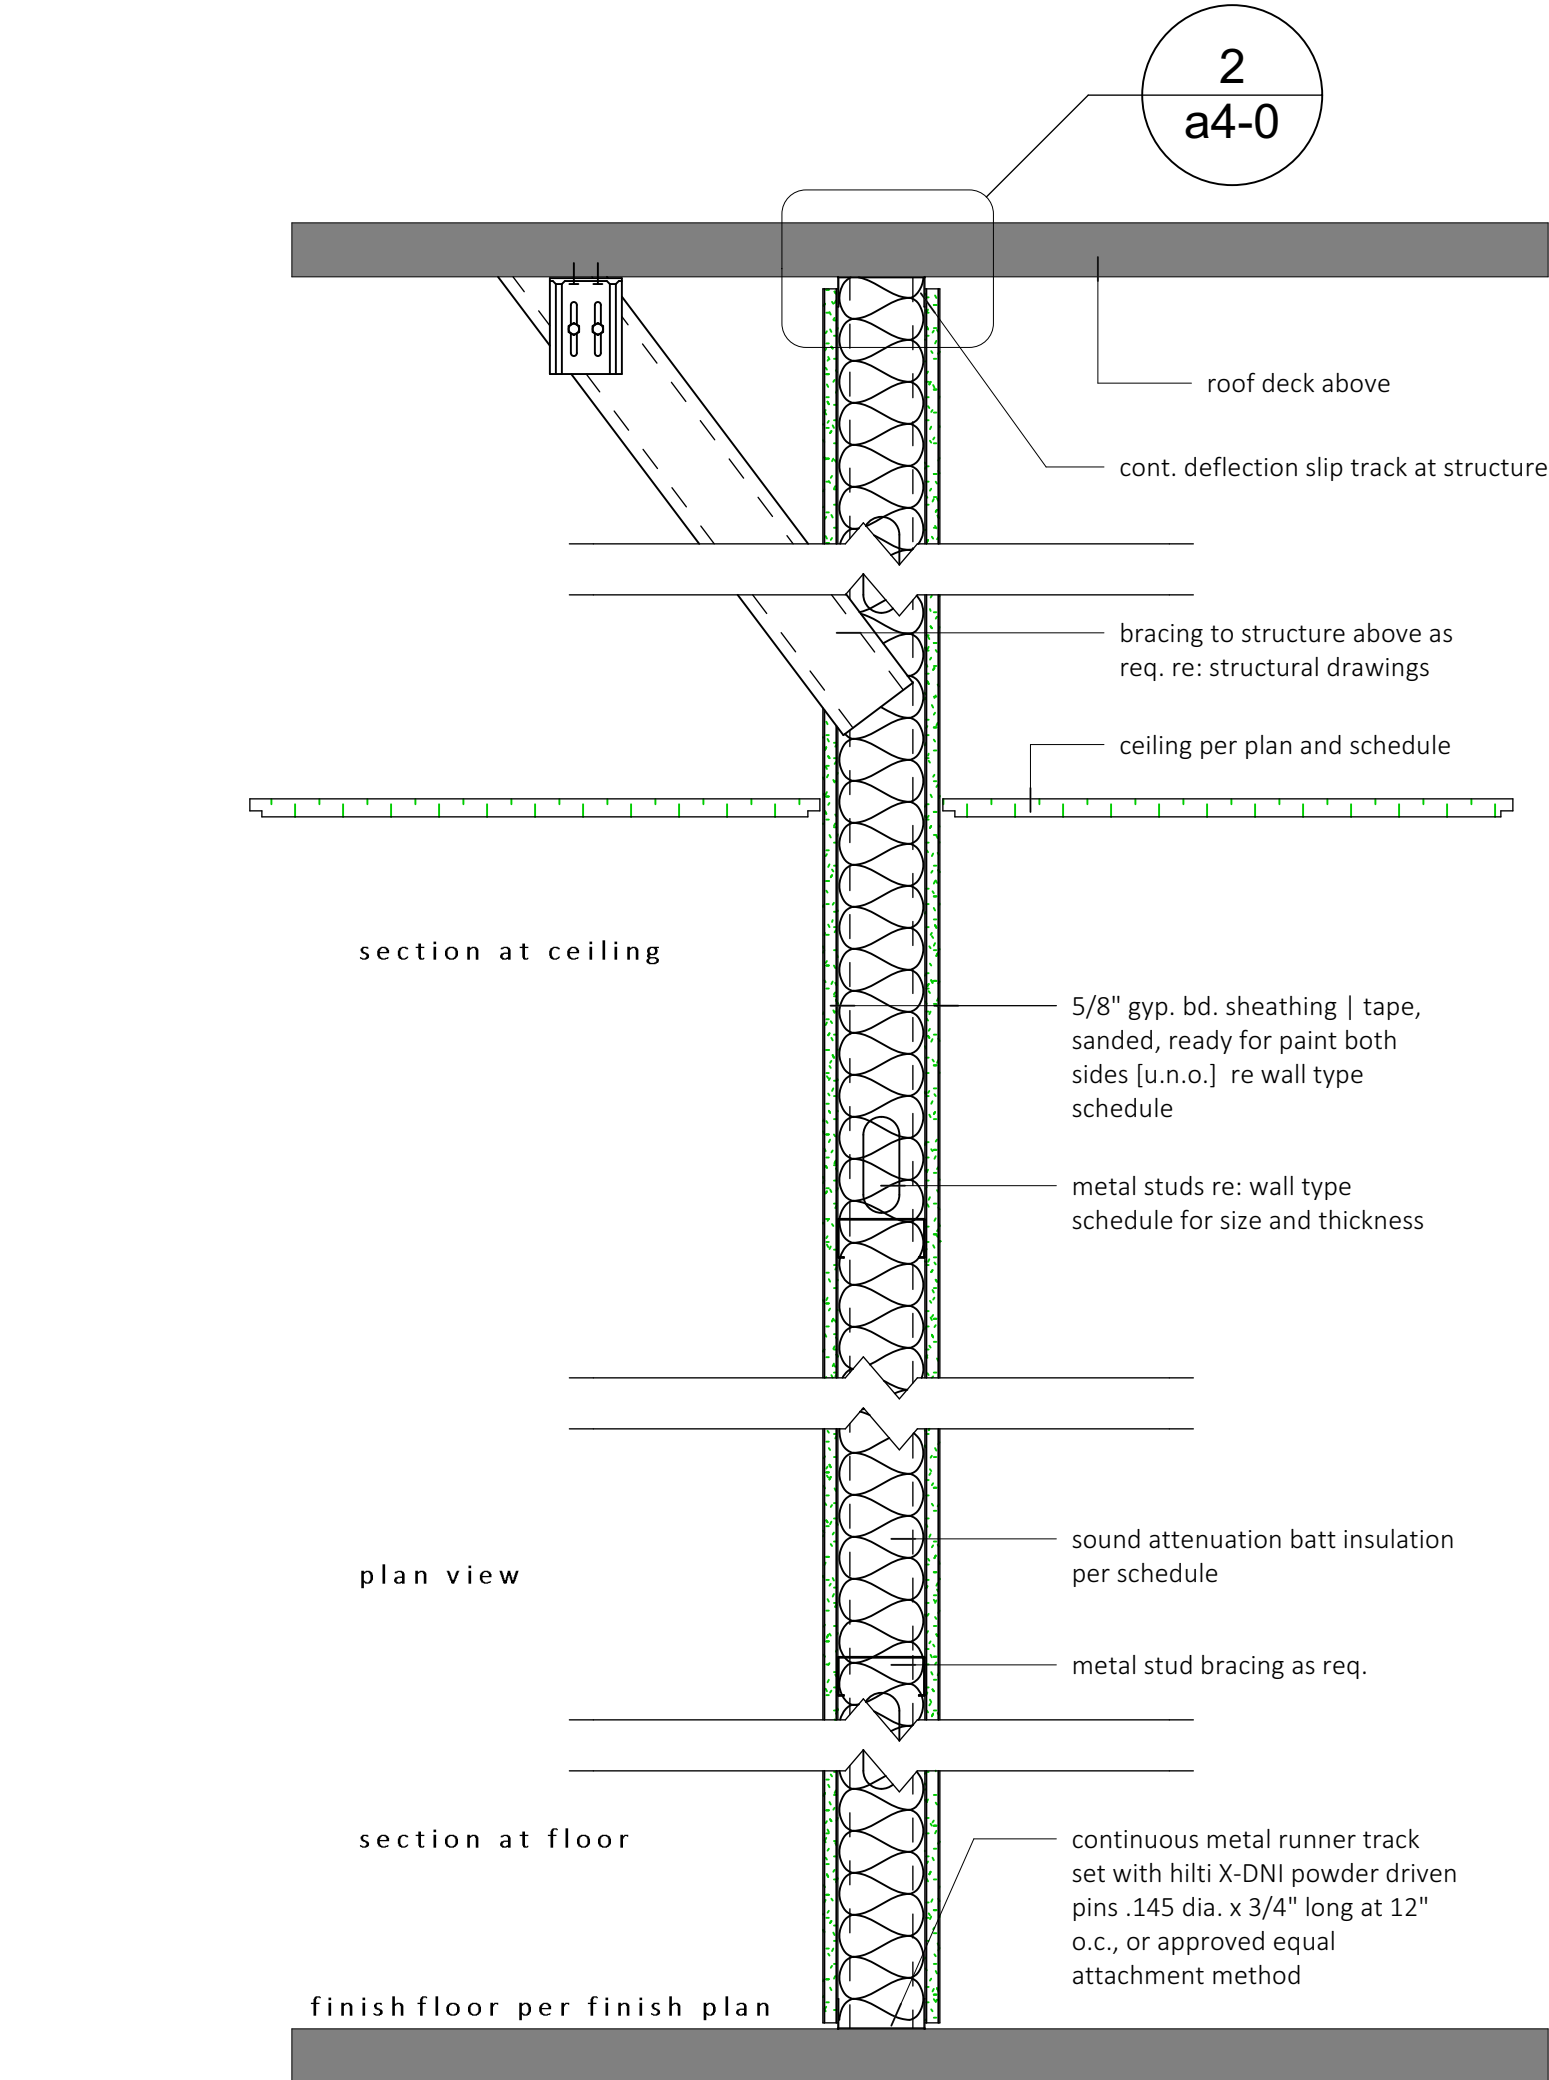 2
a4-0
roof deck above
cont. deflection slip track at structure
bracing to structure above as
req. re: structural drawings
ceiling per plan and schedule
section at ceiling
5/8" gyp. bd. sheathing | tape,
sanded, ready for paint both
sides [u.n.o.]  re wall type
schedule
metal studs re: wall type
schedule for size and thickness
sound attenuation batt insulation
per schedule
plan view
metal stud bracing as req.
section at floor
continuous metal runner track
set with hilti X-DNI powder driven
pins .145 dia. x 3/4" long at 12"
o.c., or approved equal
attachment method
finish floor per finish plan